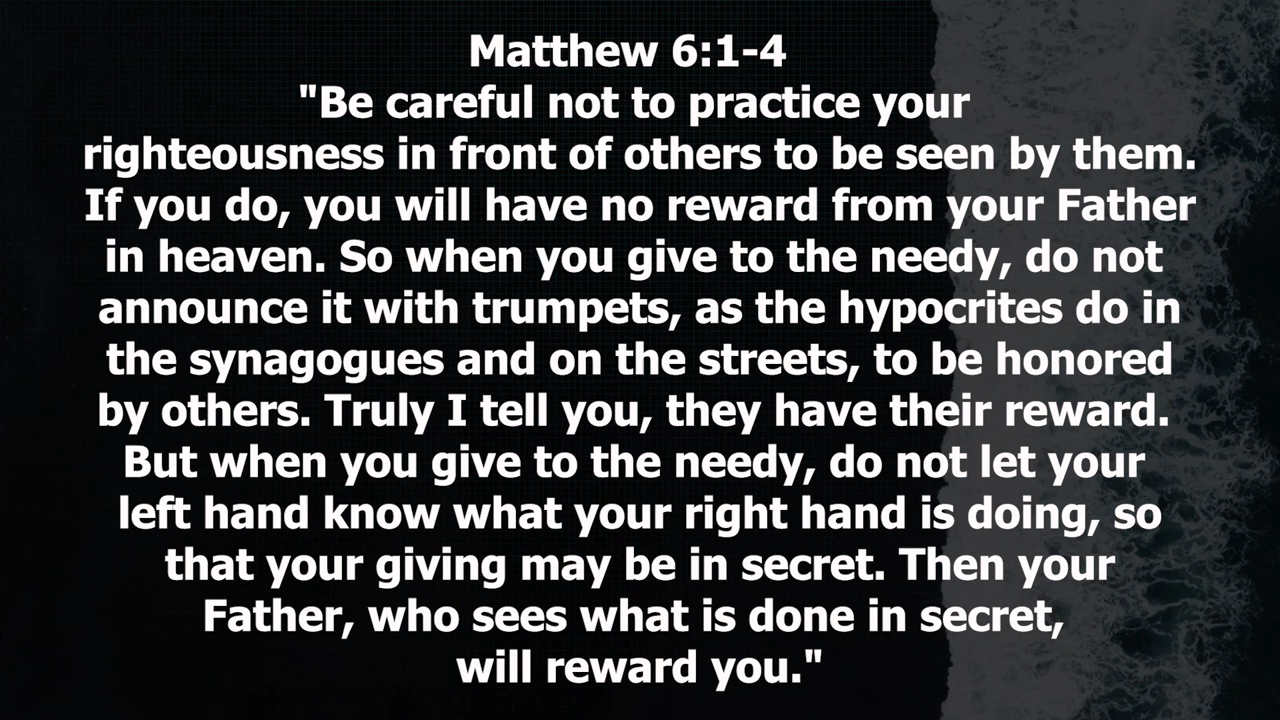 Matthew 6:1-4
"Be careful not to practice your
righteousness in front of others to be seen by them.
If you do, you will have no reward from your Father
in heaven. So when you give to the needy, do not
announce it with trumpets, as the hypocrites do in
the synagogues and on the streets, to be honored
by others. Truly I tell you, they have their reward.
But when you give to the needy, do not let your
left hand know what your right hand is doing, so
that your giving may be in secret. Then your
Father, who sees what is done in secret,
will reward you."